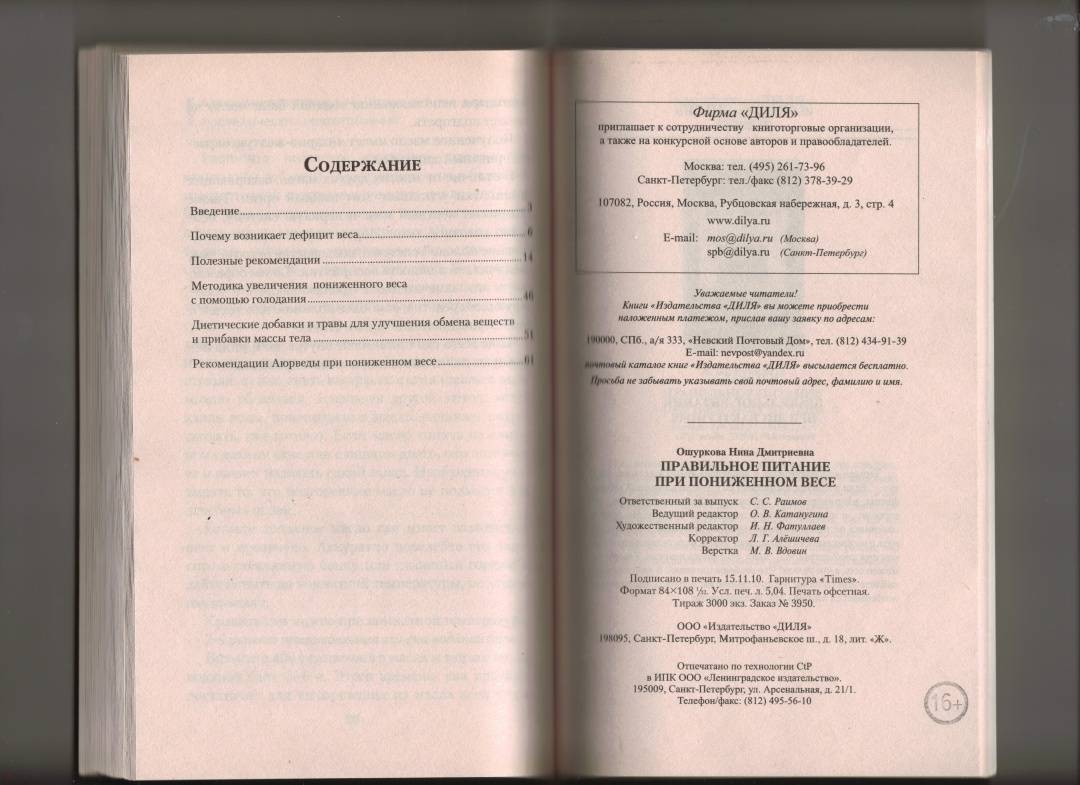 СОДЕРЖАНИЕ
Введение
Почему возникает дефицит веса 6
Полезные рекомендации 14
Методика увеличения пониженного веса
с помощью голодания 46
Диетические добавки и травы для улучшения обмена веществ
и прибавки массы тела 51
Рекомендации Аюрведы при пониженном весе 61
Фирма «ДИЛЯ»
приглашает к сотрудничеству книготорговые организации,
а также на конкурсной основе авторов и правообладателей.
Москва: тел. (495) 261-73-96
Санкт-Петербург: тел./факс (812) 378-39-29
107082, Россия, Москва, Рубцовская набережная, д. 3, стр. 4
www.dilya.ru
E-mail: mos@dilya.ru (Москва)
spb@dilya.ru (Санкт-Петербург)
Уважаемые читатели!
Книги «Издательства «ДИЛЯ» вы можете приобрести
наложенным платежом, прислав вашу заявку по адресам:
190000, СПб., а/я 333, «Невский Почтовый Дом», тел. (812) 434-91-39
E-mail: nevpost@yandex.ru
почтовый каталог книг «Издательства «ДИЛЯ» высылается бесплатно.
Просьба не забывать указывать свой почтовый адрес, фамилию и имя.
Ошуркова Нина Дмитриевна
ПРАВИЛЬНОЕ ПИТАНИЕ
ПРИ ПОНИЖЕННОМ ВЕСЕ
Ответственный за выпуск С. С. Раимов
Ведущий редактор О. В. Катанугина
Художественный редактор И. Н. Фатуллаев
Корректор Л. Г. Алёшичева
Верстка М. В. Вдовин
Подписано в печать 15.11.10. Гарнитура «Times».
Формат 84×108 1/32. Усл. печ. л. 5,04. Печать офсетная.
Тираж 3000 экз. Заказ № 3950.
ООО «Издательство «ДИЛЯ»
198095, Санкт-Петербург, Митрофаньевское ш., д. 18, лит. «Ж».
Отпечатано по технологии CtP
в ИПК ООО «Ленинградское издательство».
195009, Санкт-Петербург, ул. Арсенальная, д. 21/1.
Телефон/факс: (812) 495-56-10
16+